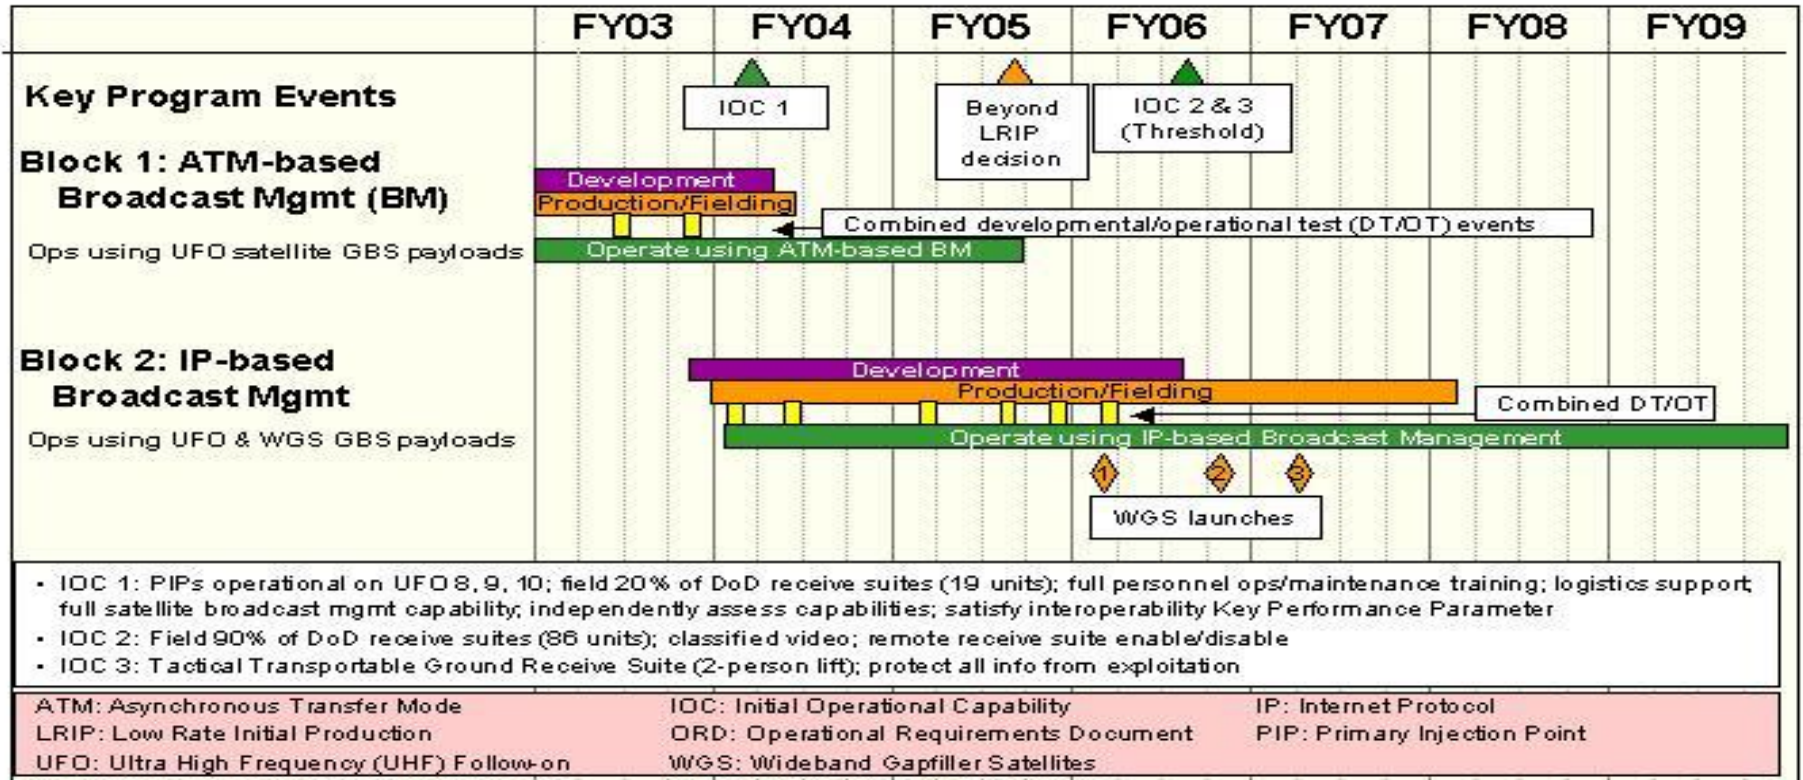 FY03 FY04 FY05 FY06 FY07 FY08 FY09
Key Program Events
IOC 1
Beyond
LRIP
decision
IOC 2 & 3
(Threshold)
Block 1: ATM-based
Broadcast Mgmt (BM)
Development
Production/Fielding
Combined developmental/operational test (DT/OT) events
Ops using UFO satellite GBS payloads
Operate using ATM-based BM
Block 2: IP-based
Broadcast Mgmt
Development
Production/Fielding
Combined DT/OT
Ops using UFO & WGS GBS payloads
Operate using IP-based Broadcast Management
1 2 3
WGS launches
• IOC 1: PIPs operational on UFO 8, 9, 10; field 20% of DoD receive suites (19 units); full personnel ops/maintenance training; logistics support;
full satellite broadcast mgmt capability; independently assess capabilities; satisfy interoperability Key Performance Parameter
• IOC 2: Field 90% of DoD receive suites (86 units); classified video; remote receive suite enable/disable
• IOC 3: Tactical Transportable Ground Receive Suite (2-person lift); protect all info from exploitation
ATM: Asynchronous Transfer Mode IOC: Initial Operational Capability IP: Internet Protocol
LRIP: Low Rate Initial Production ORD: Operational Requirements Document PIP: Primary Injection Point
UFO: Ultra High Frequency (UHF) Follow-on WGS: Wideband Gapfiller Satellites